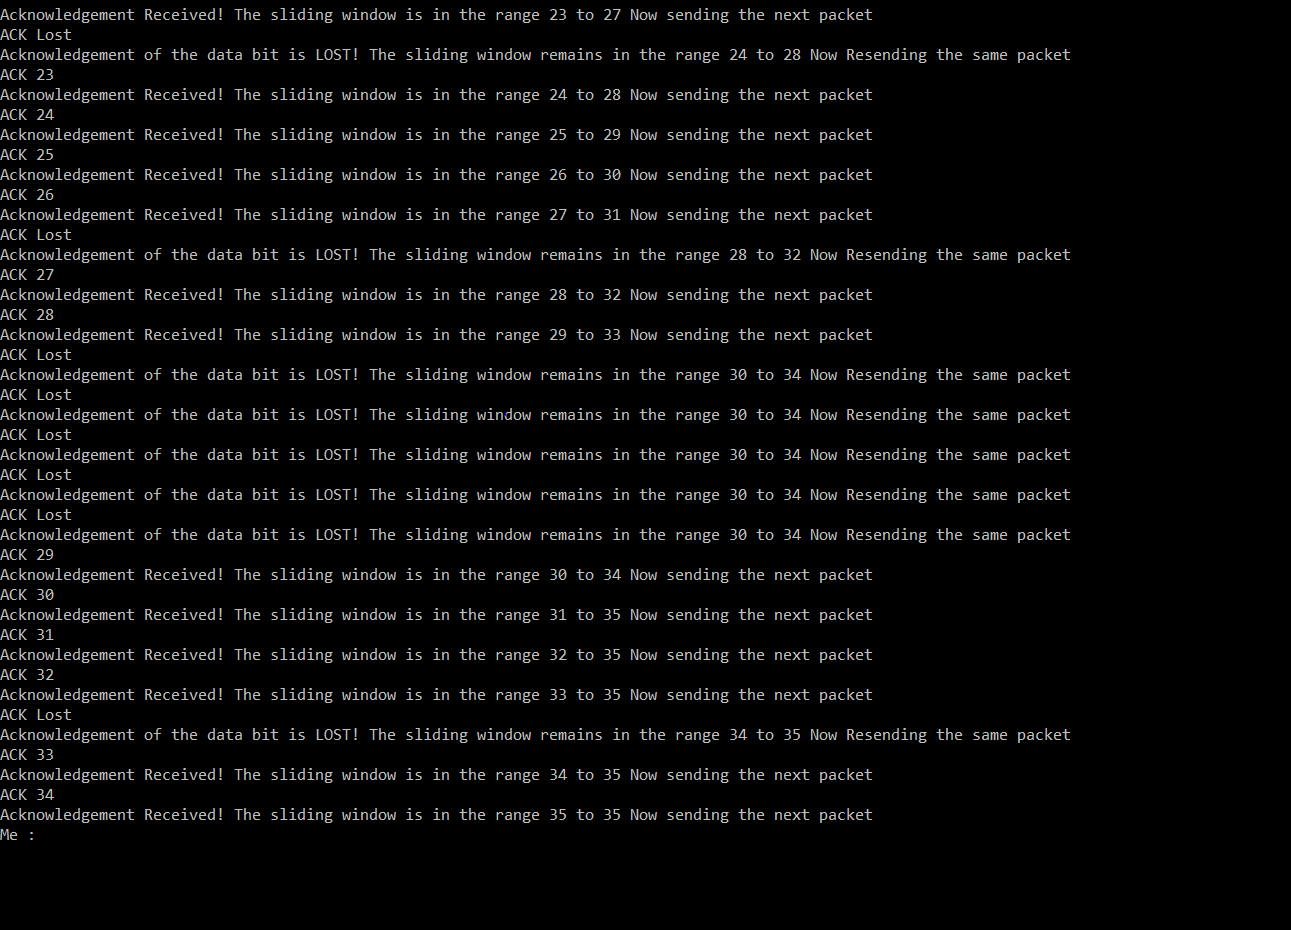 Acknowledgement Received! The sliding window is in the range 23 to 27 Now sending the next packet
ACK Lost
Acknowledgement of the data bit is LOST! The sliding window remains in the range 24 to 28 Now Resending the same packet
ACK 23
Acknowledgement Received! The sliding window is in the range 24 to 28 Now sending the next packet
ACK 24
Acknowledgement Received! The sliding window is in the range 25 to 29 Now sending the next packet
ACK 25
Acknowledgement Received! The sliding window is in the range 26 to 30 Now sending the next packet
ACK 26
Acknowledgement Received! The sliding window is in the range 27 to 31 Now sending the next packet
ACK Lost
Acknowledgement of the data bit is LOST! The sliding window remains in the range 28 to 32 Now Resending the same packet
ACK 27
Acknowledgement Received! The sliding window is in the range 28 to 32 Now sending the next packet
ACK 28
Acknowledgement Received! The sliding window is in the range 29 to 33 Now sending the next packet
ACK Lost
Acknowledgement of the data bit is LOST! The sliding window remains in the range 30 to 34 Now Resending the same packet
ACK Lost
Acknowledgement of the data bit is LOST! The sliding window remains in the range 30 to 34 Now Resending the same packet
ACK Lost
Acknowledgement of the data bit is LOST! The sliding window remains in the range 30 to 34 Now Resending the same packet
ACK Lost
Acknowledgement of the data bit is LOST! The sliding window remains in the range 30 to 34 Now Resending the same packet
ACK Lost
Acknowledgement of the data bit is LOST! The sliding window remains in the range 30 to 34 Now Resending the same packet
ACK 29
Acknowledgement Received! The sliding window is in the range 30 to 34 Now sending the next packet
ACK 30
Acknowledgement Received! The sliding window is in the range 31 to 35 Now sending the next packet
ACK 31
Acknowledgement Received! The sliding window is in the range 32 to 35 Now sending the next packet
ACK 32
Acknowledgement Received! The sliding window is in the range 33 to 35 Now sending the next packet
ACK Lost
Acknowledgement of the data bit is LOST! The sliding window remains in the range 34 to 35 Now Resending the same packet
ACK 33
Acknowledgement Received! The sliding window is in the range 34 to 35 Now sending the next packet
ACK 34
Acknowledgement Received! The sliding window is in the range 35 to 35 Now sending the next packet
Me :